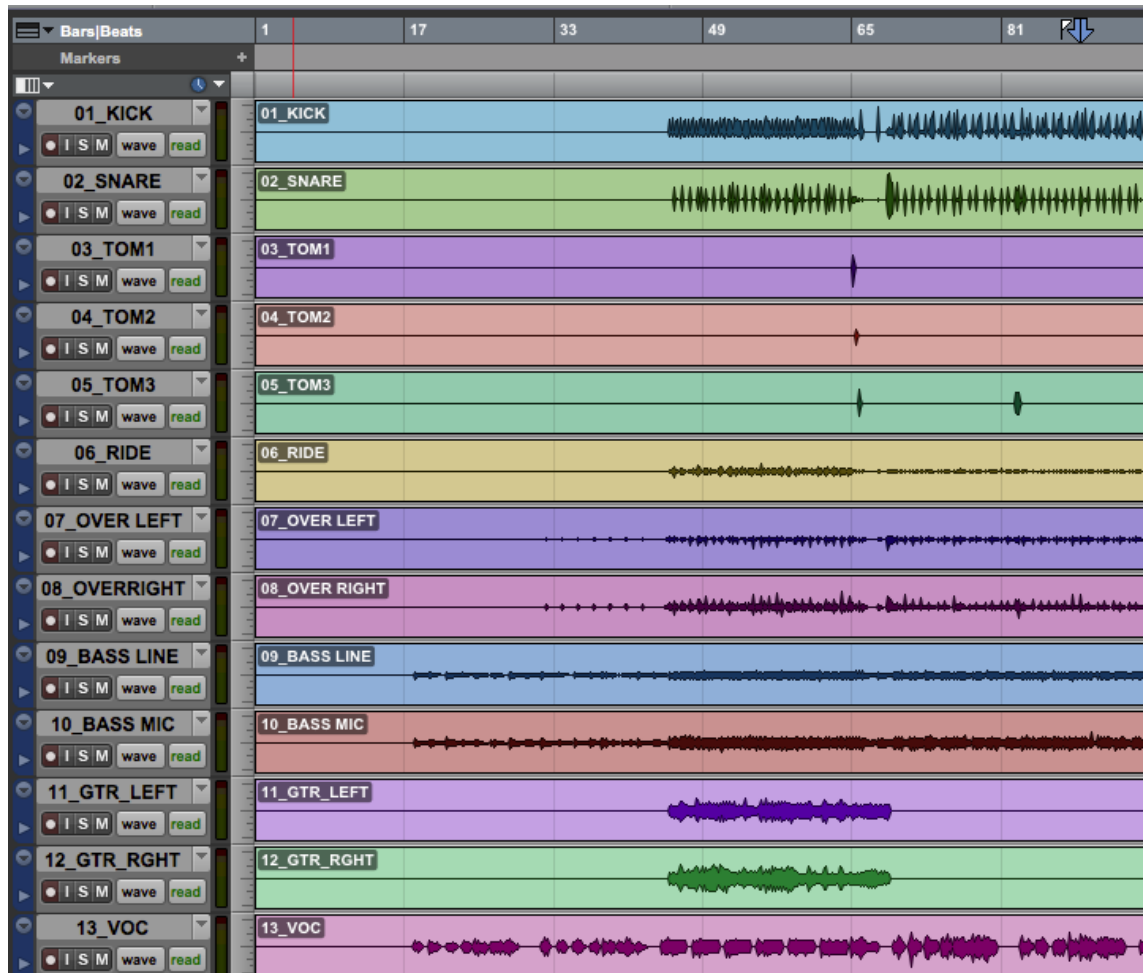 Bars|Beats 1 17 33 49 65 81
Markers +
01_KICK 01_KICK
I S M wave read
02_SNARE 02_SNARE
I S M wave read
03_TOM1 03_TOM1
I S M wave read
04_TOM2 04_TOM2
I S M wave read
05_TOM3 05_TOM3
I S M wave read
06_RIDE 06_RIDE
I S M wave read
07_OVER LEFT 07_OVER LEFT
I S M wave read
08_OVERRIGHT 08_OVER RIGHT
I S M wave read
09_BASS LINE 09_BASS LINE
I S M wave read
10_BASS MIC 10_BASS MIC
I S M wave read
11_GTR_LEFT 11_GTR_LEFT
I S M wave read
12_GTR_RGHT 12_GTR_RGHT
I S M wave read
13_VOC 13_VOC
I S M wave read